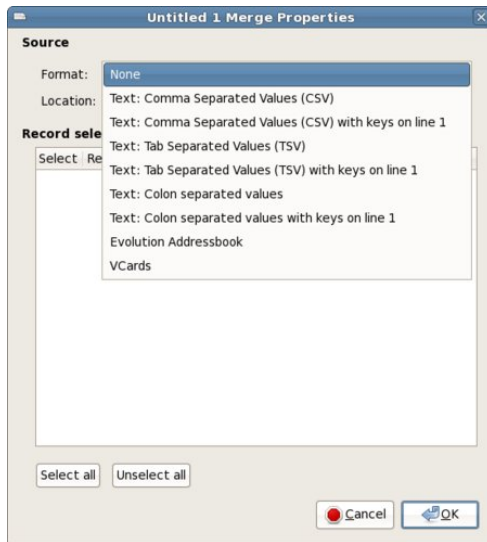 Untitled 1 Merge Properties
Source
Format: None
Location: Text: Comma Separated Values (CSV)
Text: Comma Separated Values (CSV) with keys on line 1
Record sele Text: Tab Separated Values (TSV)
Select Re Text: Tab Separated Values (TSV) with keys on line 1
Text: Colon separated values
Text: Colon separated values with keys on line 1
Evolution Addressbook
VCards
Select all Unselect all
Cancel OK